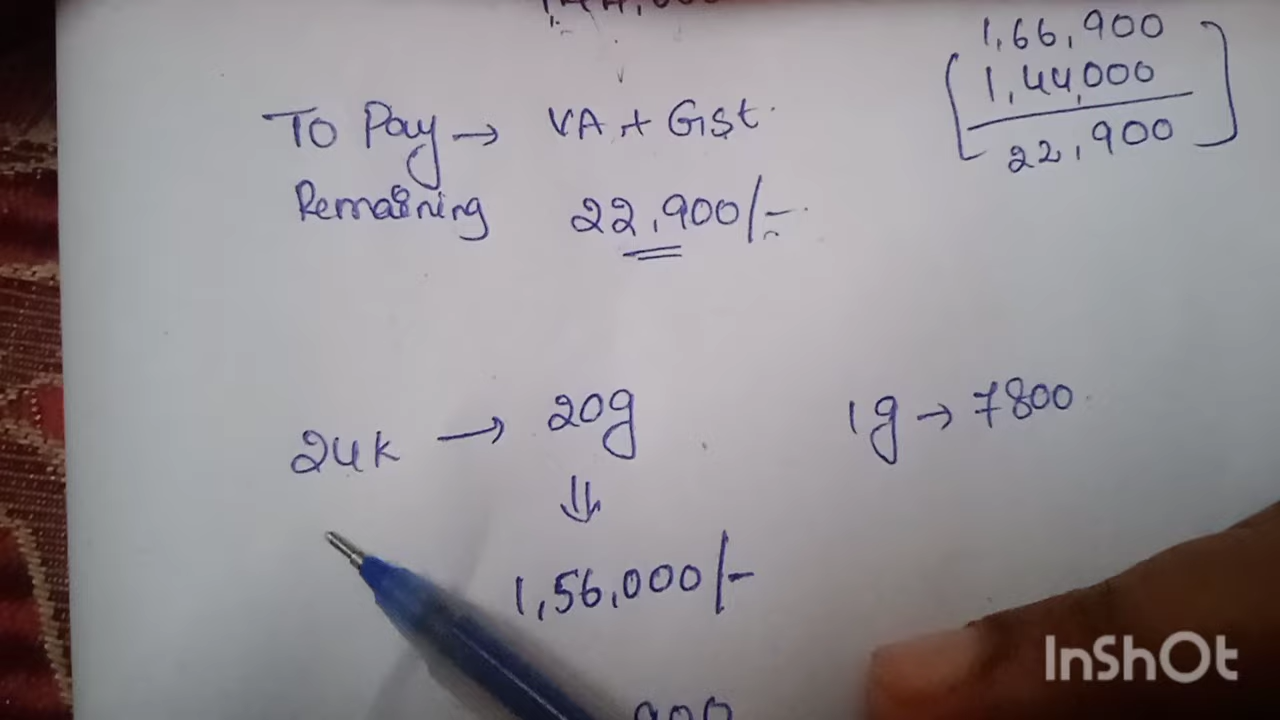 1,66,900
1,44,000
22,900
To Pay → VA + Gst
Remaining 22,900/-
24k → 20g 1g → 7800
⇓
1,56,000/-
900
InShOt